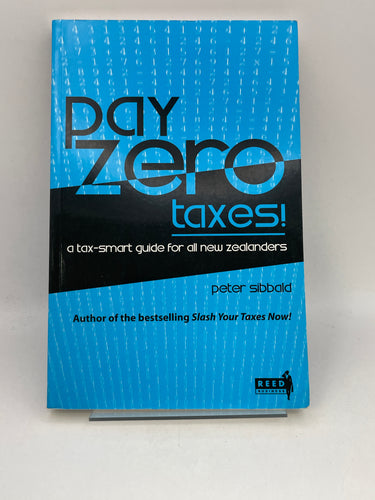 pay
zero
taxes!
a tax-smart guide for all new zealanders
peter sibbald
Author of the bestselling Slash Your Taxes Now!
REED
BUSINESS